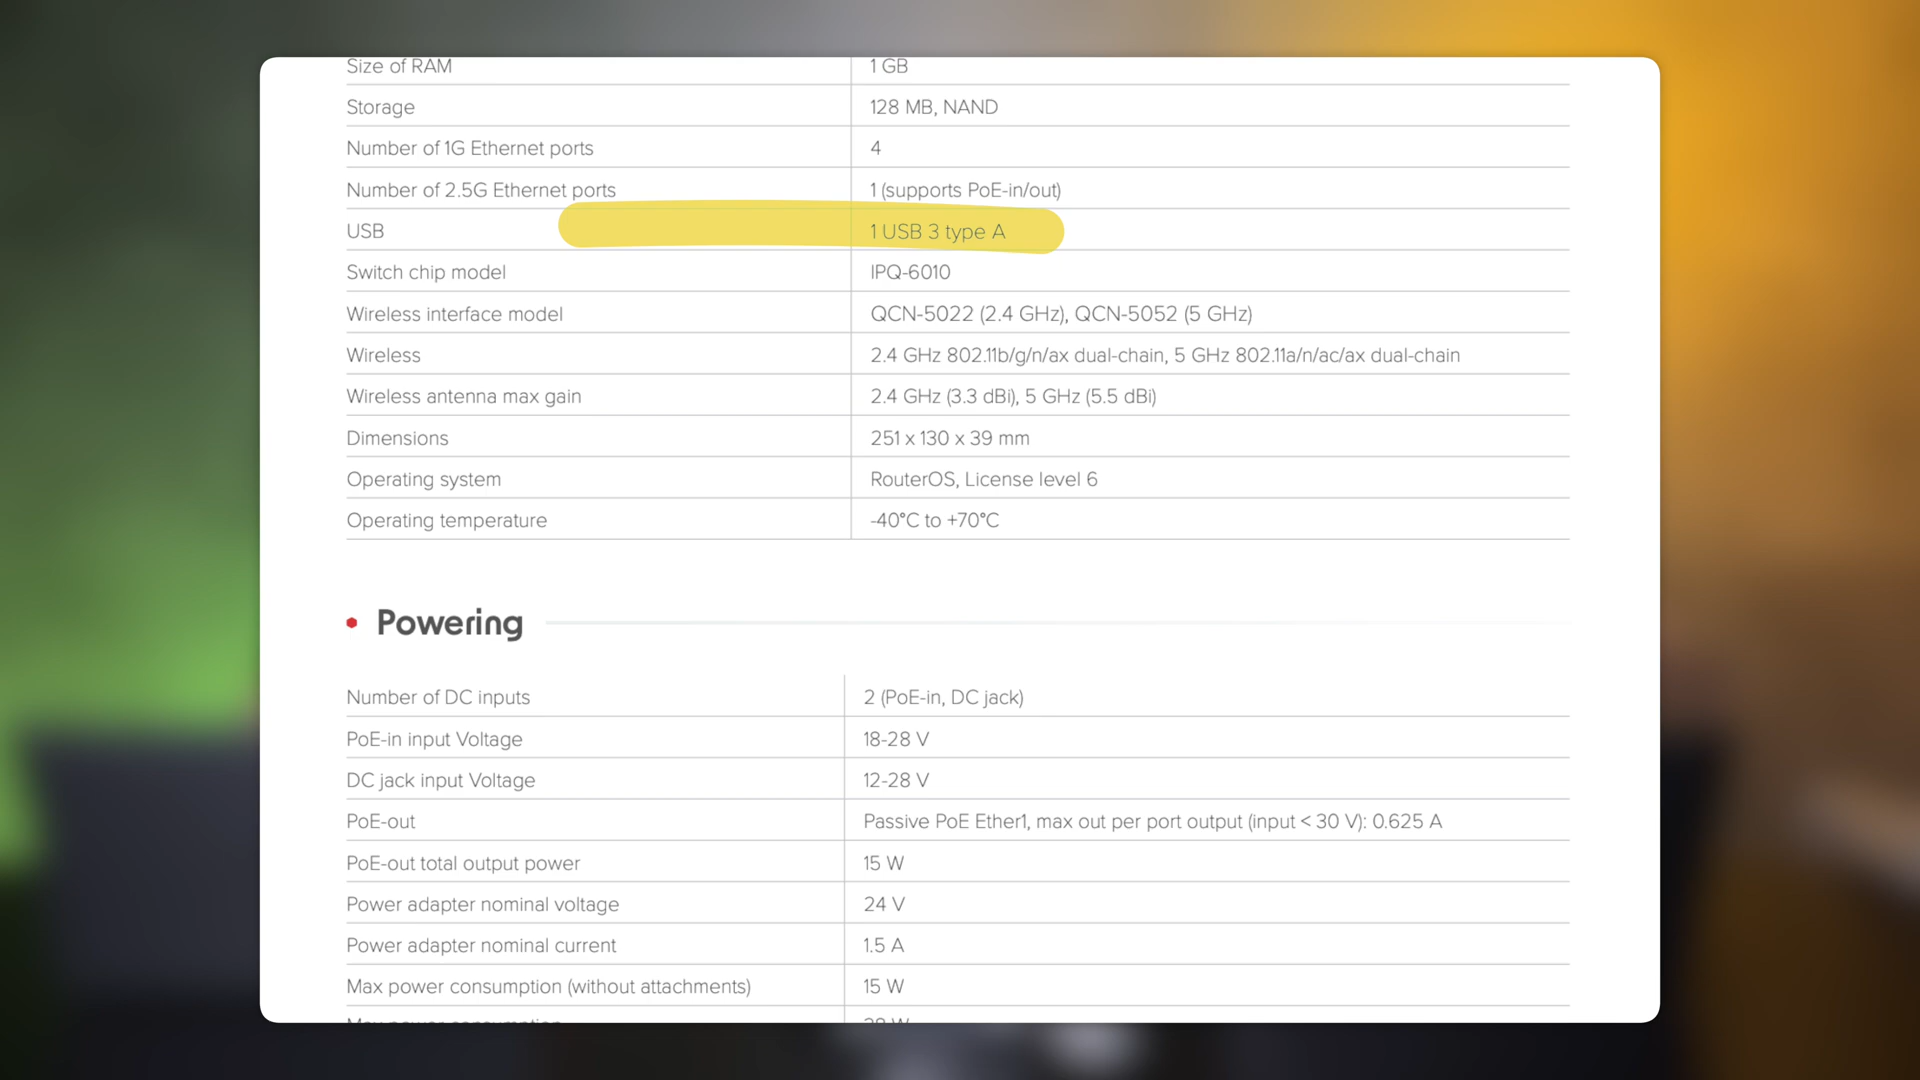 Size of RAM 1 GB
Storage 128 MB, NAND
Number of 1G Ethernet ports 4
Number of 2.5G Ethernet ports 1 (supports PoE-in/out)
USB 1 USB 3 type A
Switch chip model IPQ-6010
Wireless interface model QCN-5022 (2.4 GHz), QCN-5052 (5 GHz)
Wireless 2.4 GHz 802.11b/g/n/ax dual-chain, 5 GHz 802.11a/n/ac/ax dual-chain
Wireless antenna max gain 2.4 GHz (3.3 dBi), 5 GHz (5.5 dBi)
Dimensions 251 x 130 x 39 mm
Operating system RouterOS, License level 6
Operating temperature -40°C to +70°C
Powering
Number of DC inputs 2 (PoE-in, DC jack)
PoE-in input Voltage 18-28 V
DC jack input Voltage 12-28 V
PoE-out Passive PoE Ether1, max out per port output (input < 30 V): 0.625 A
PoE-out total output power 15 W
Power adapter nominal voltage 24 V
Power adapter nominal current 1.5 A
Max power consumption (without attachments) 15 W
Max power consumption